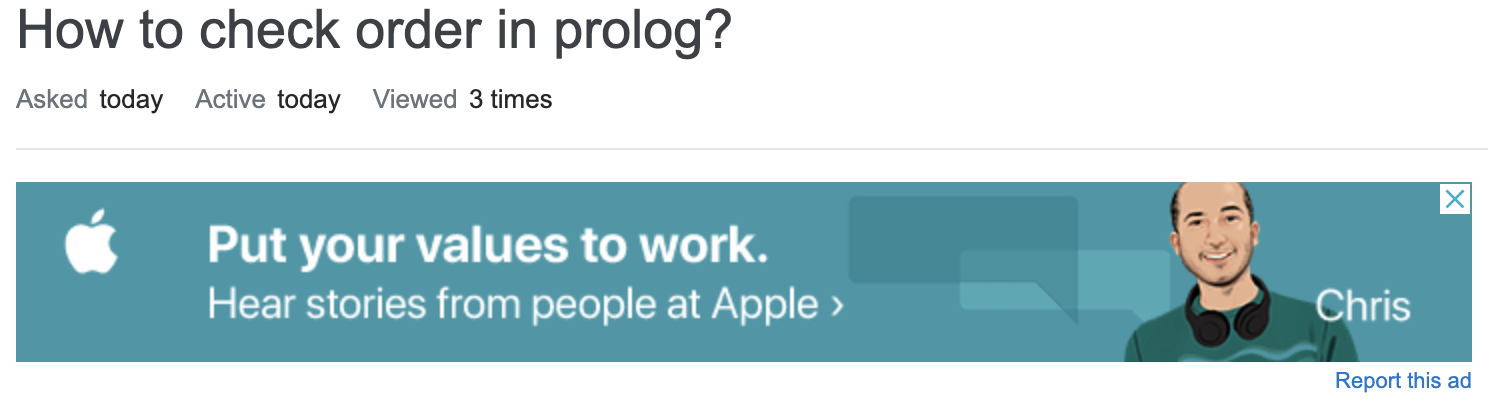 How to check order in prolog?
Asked today Active today Viewed 3 times
Put your values to work.
Hear stories from people at Apple ›
Chris
Report this ad